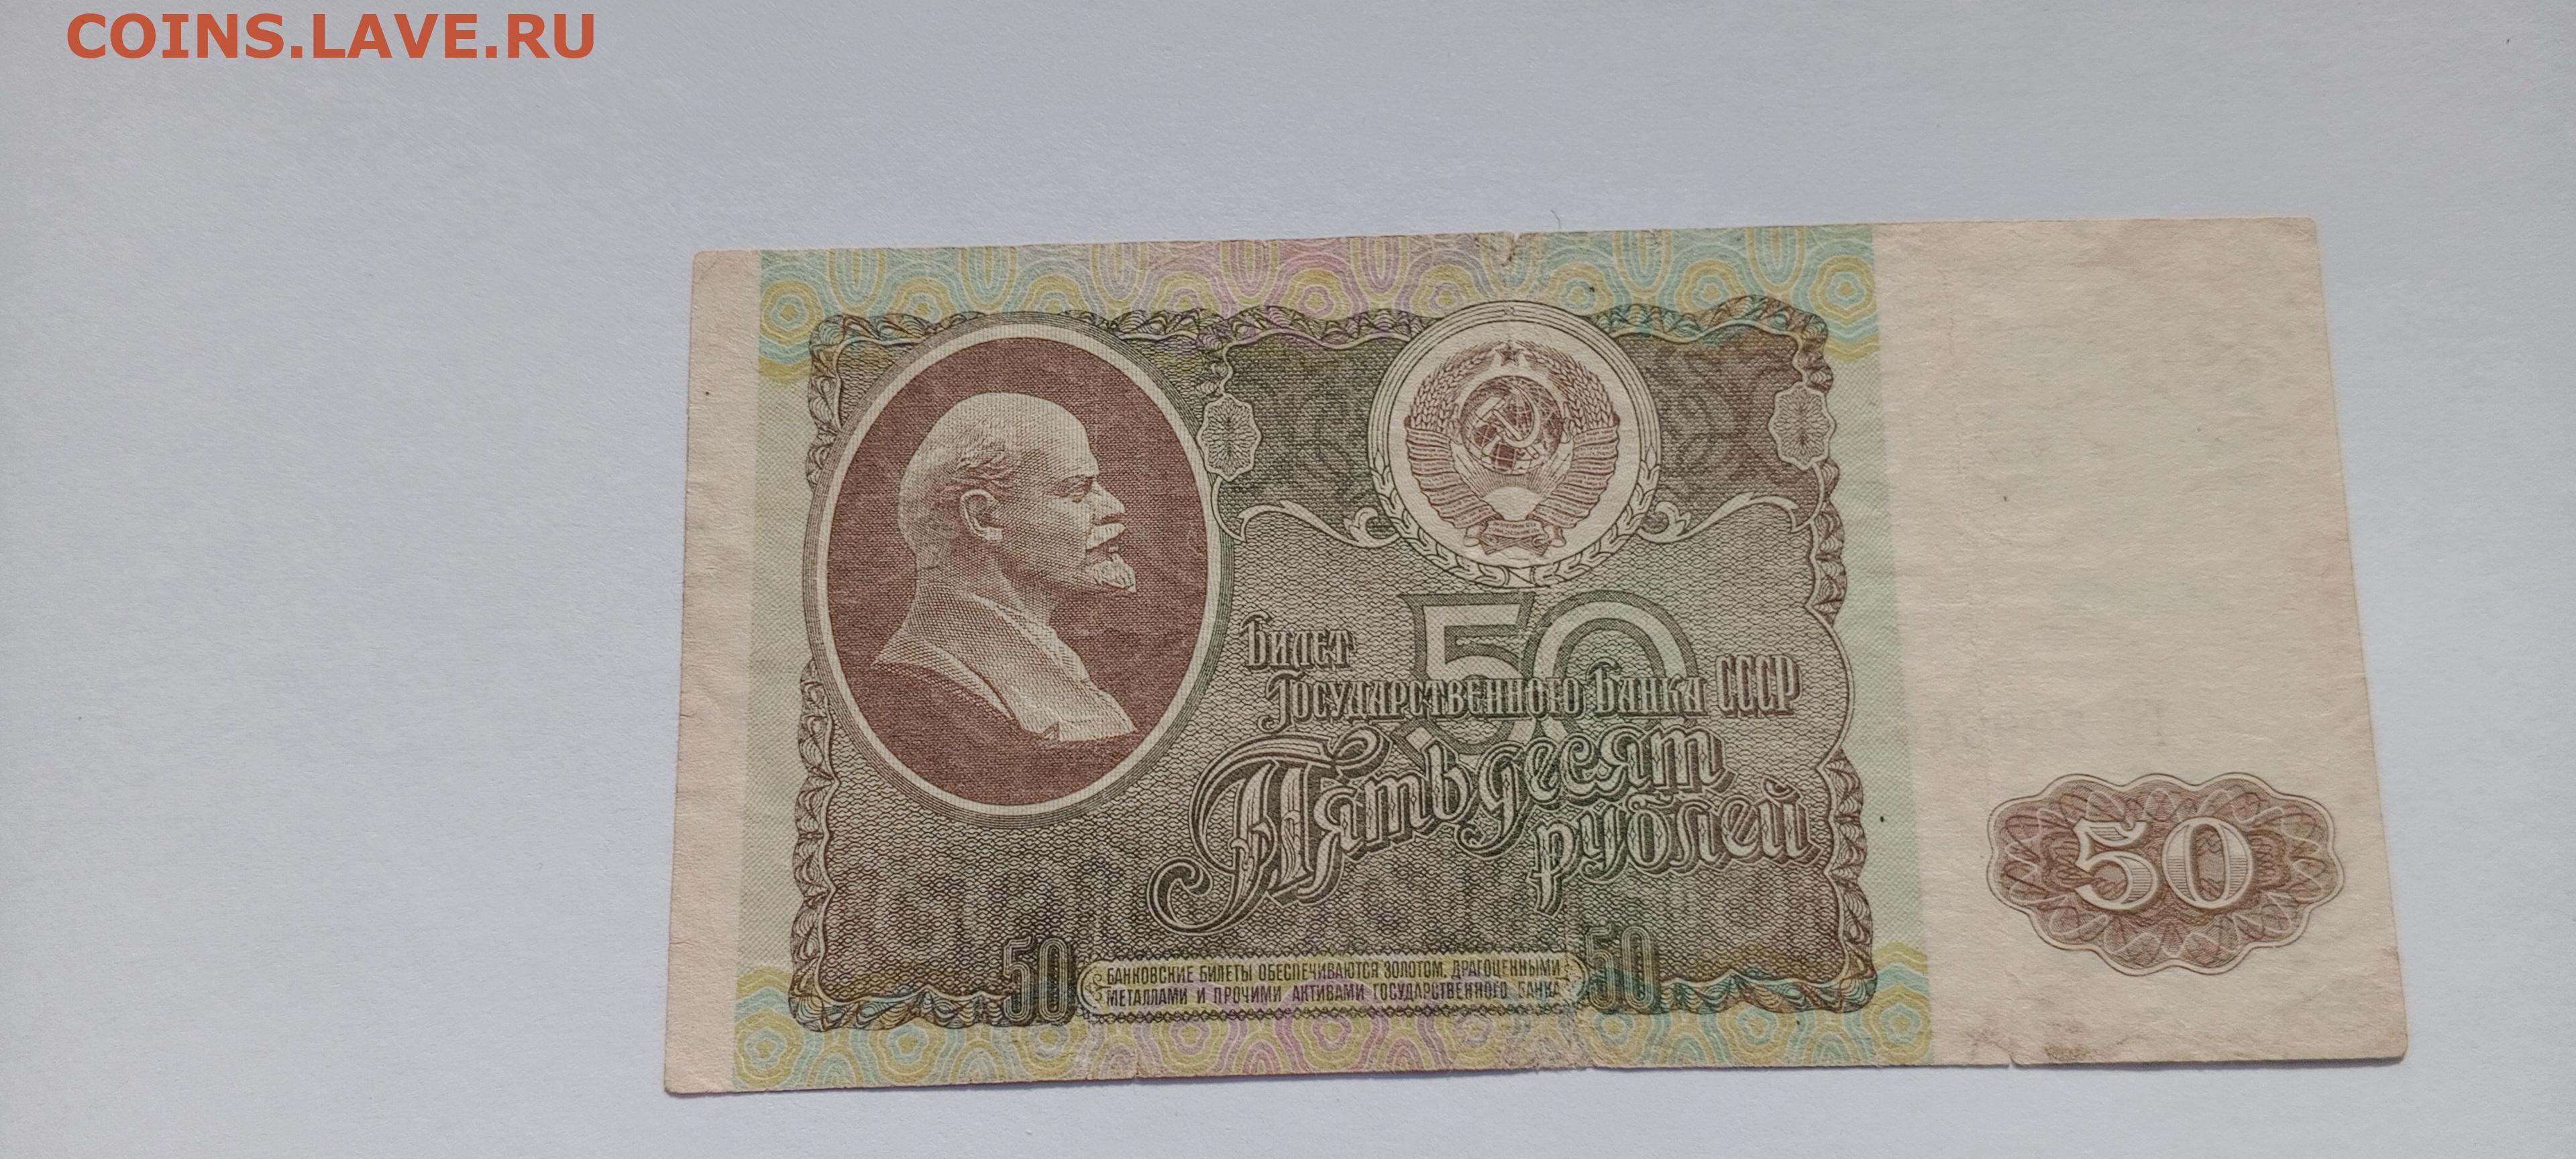 COINS.LAVE.RU
Билет
Государственного Банка СССР
50
Пятьдесят
рублей
50
50
БАНКОВСКИЕ БИЛЕТЫ ОБЕСПЕЧИВАЮТСЯ ЗОЛОТОМ, ДРАГОЦЕННЫМИ
МЕТАЛЛАМИ И ПРОЧИМИ АКТИВАМИ ГОСУДАРСТВЕННОГО БАНКА
50